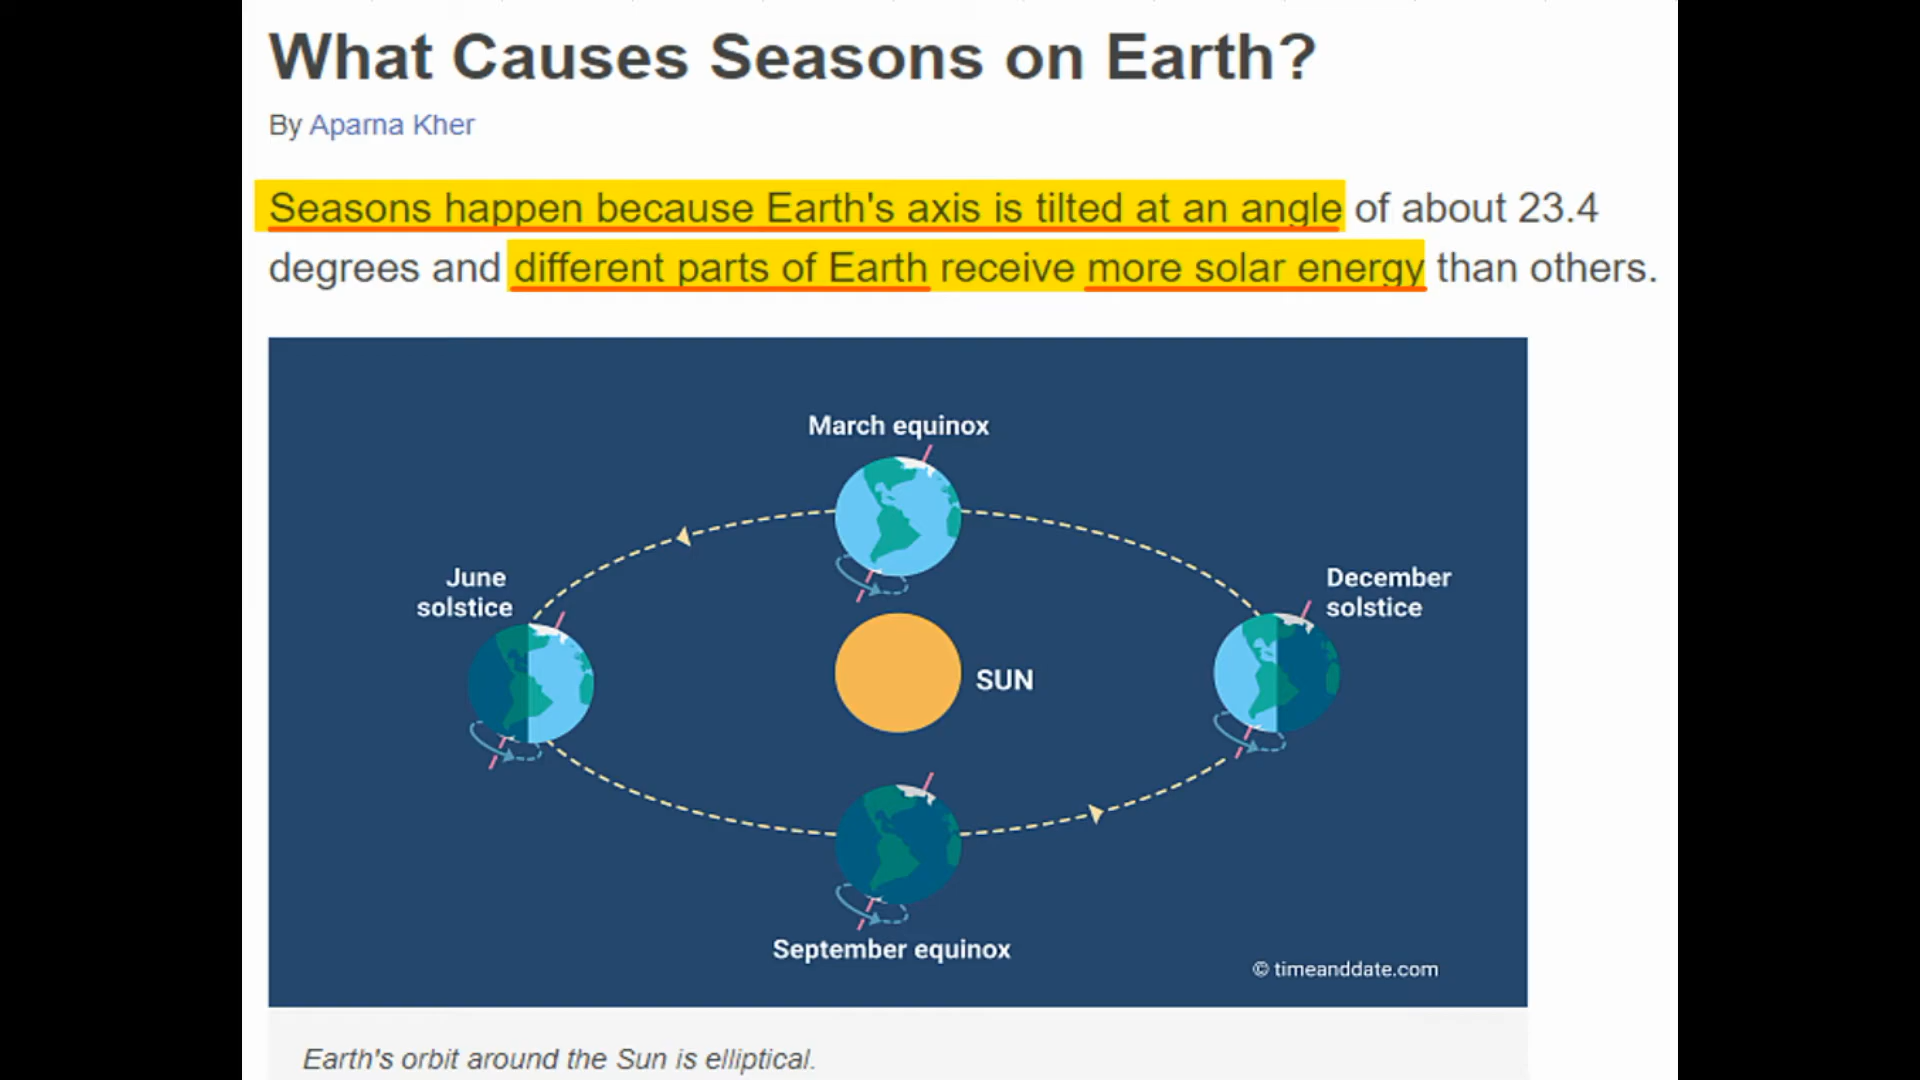 What Causes Seasons on Earth?
By Aparna Kher
Seasons happen because Earth's axis is tilted at an angle of about 23.4
degrees and different parts of Earth receive more solar energy than others.
March equinox
June
solstice
December
solstice
SUN
September equinox
© timeanddate.com
Earth's orbit around the Sun is elliptical.